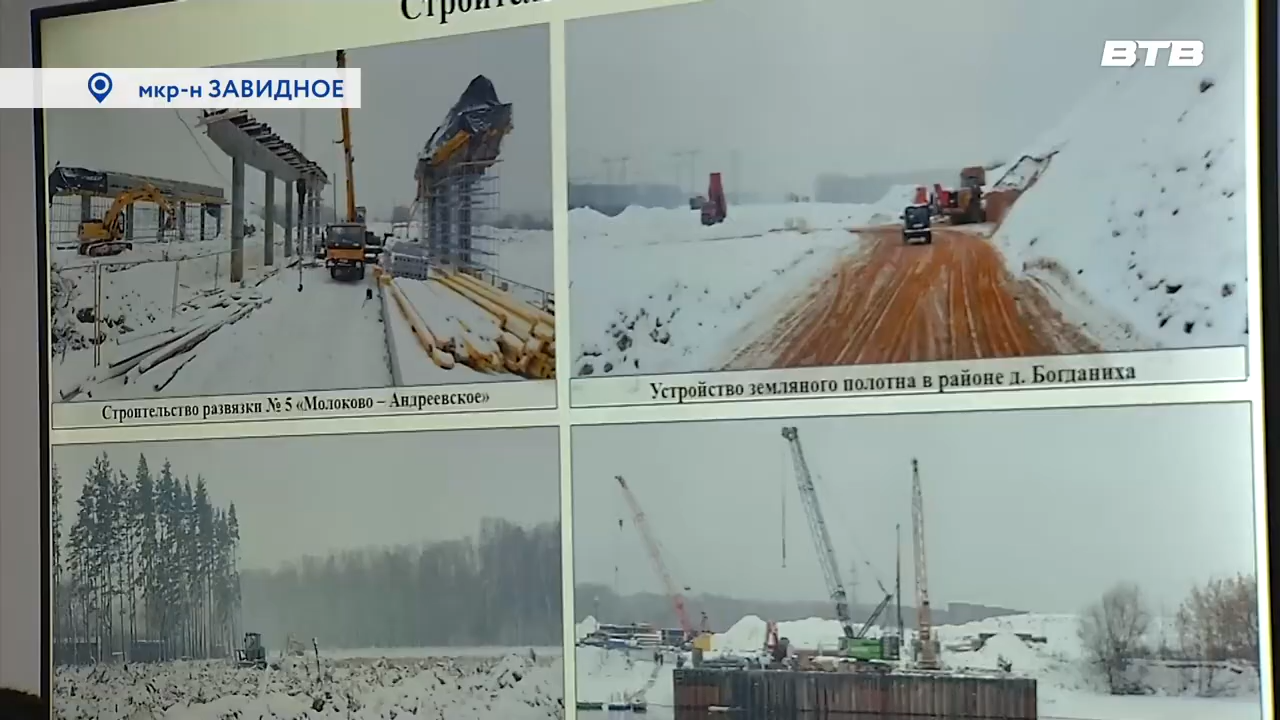 ВТВ
мкр-н ЗАВИДНОЕ
Строительство развязки № 5 «Молоково – Андреевское»
Устройство земляного полотна в районе д. Богданиха